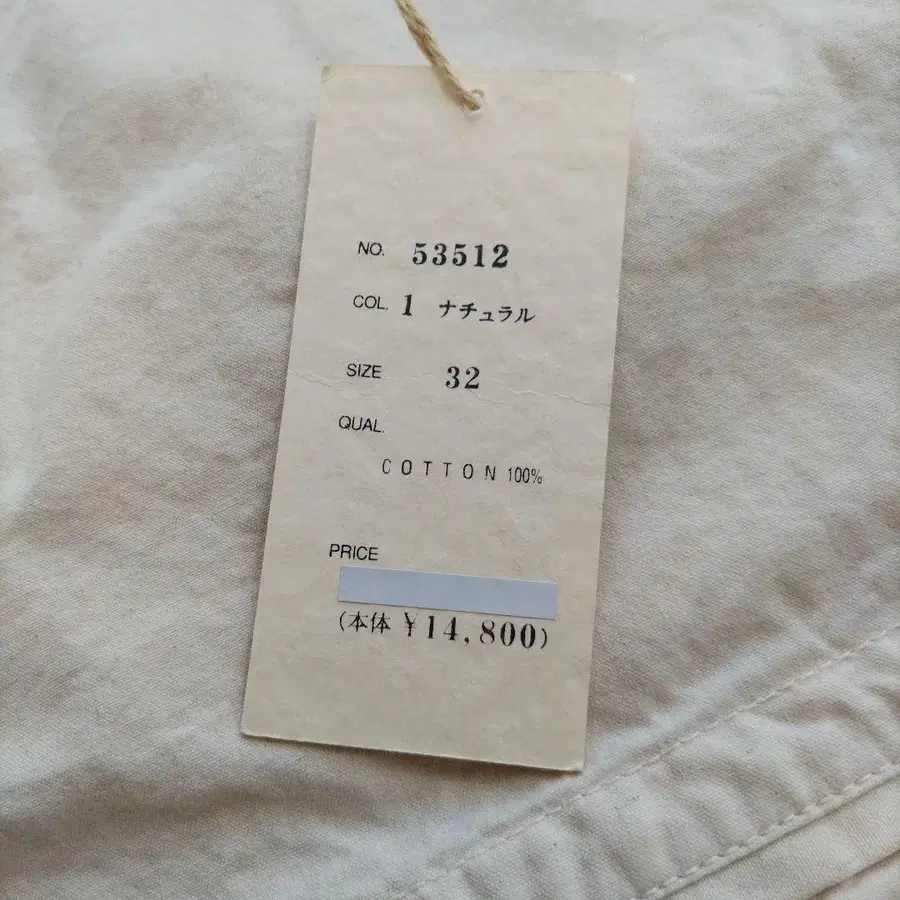 NO. 53512
COL. 1 ナチュラル
SIZE 32
QUAL.
COTTON 100%
PRICE
(本体 ¥14,800)